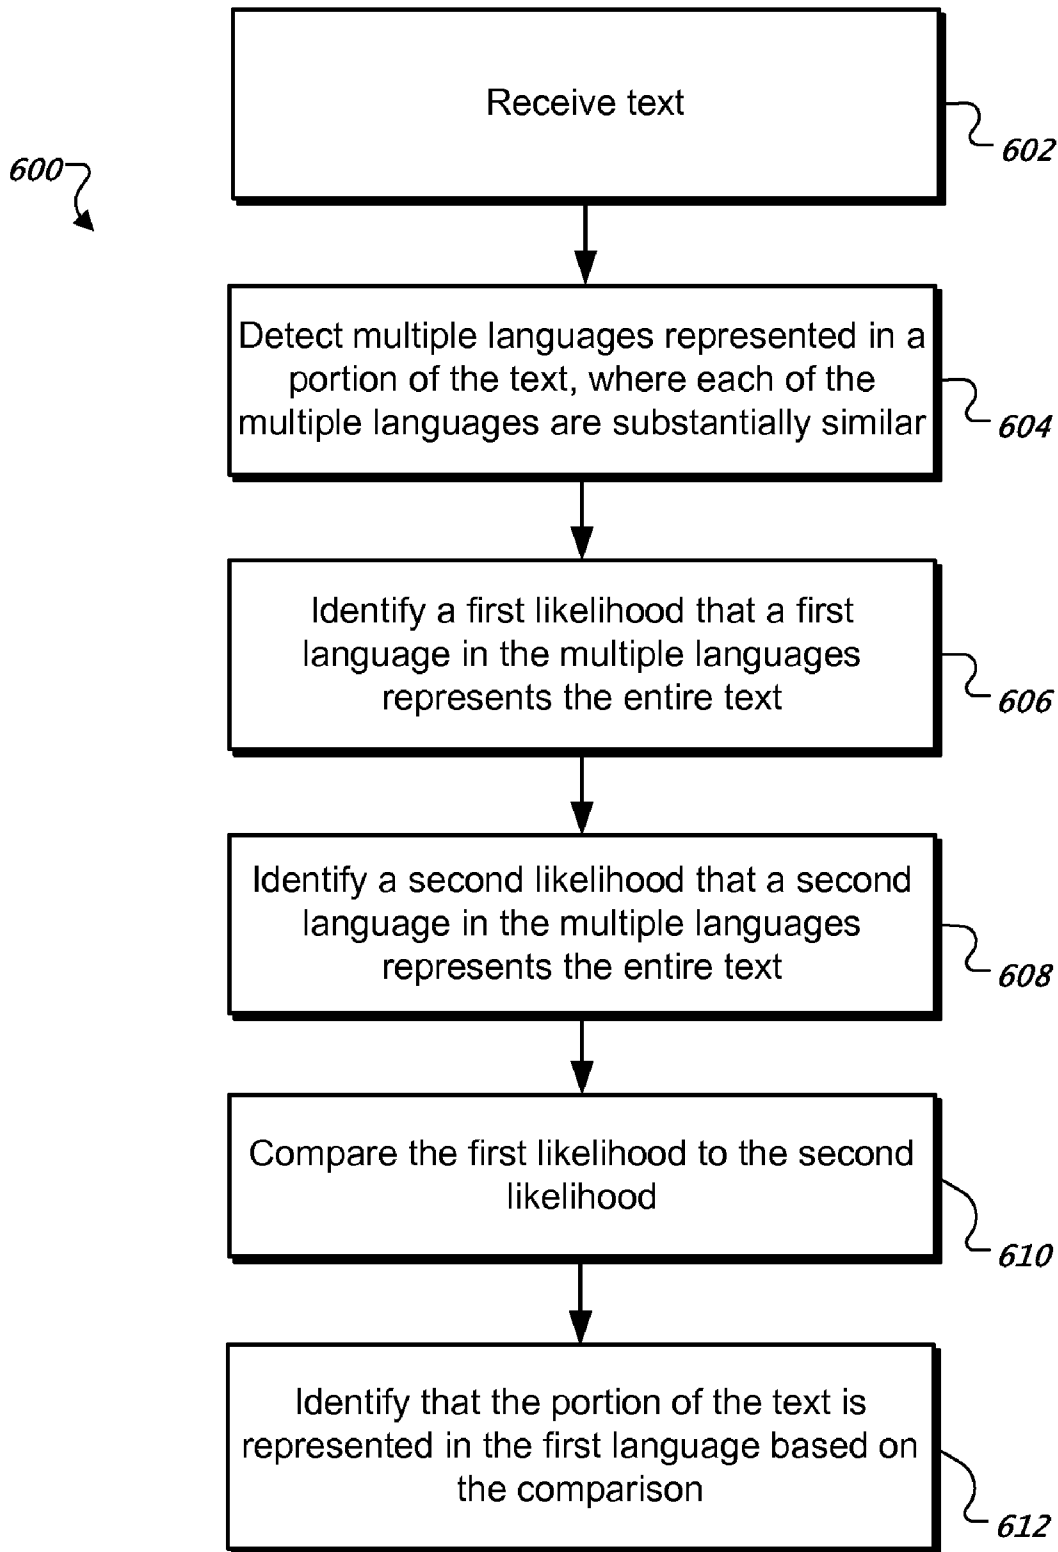 Receive text
602
600
Detect multiple languages represented in a
portion of the text, where each of the
multiple languages are substantially similar
604
Identify a first likelihood that a first
language in the multiple languages
represents the entire text
606
Identify a second likelihood that a second
language in the multiple languages
represents the entire text
608
Compare the first likelihood to the second
likelihood
610
Identify that the portion of the text is
represented in the first language based on
the comparison
612